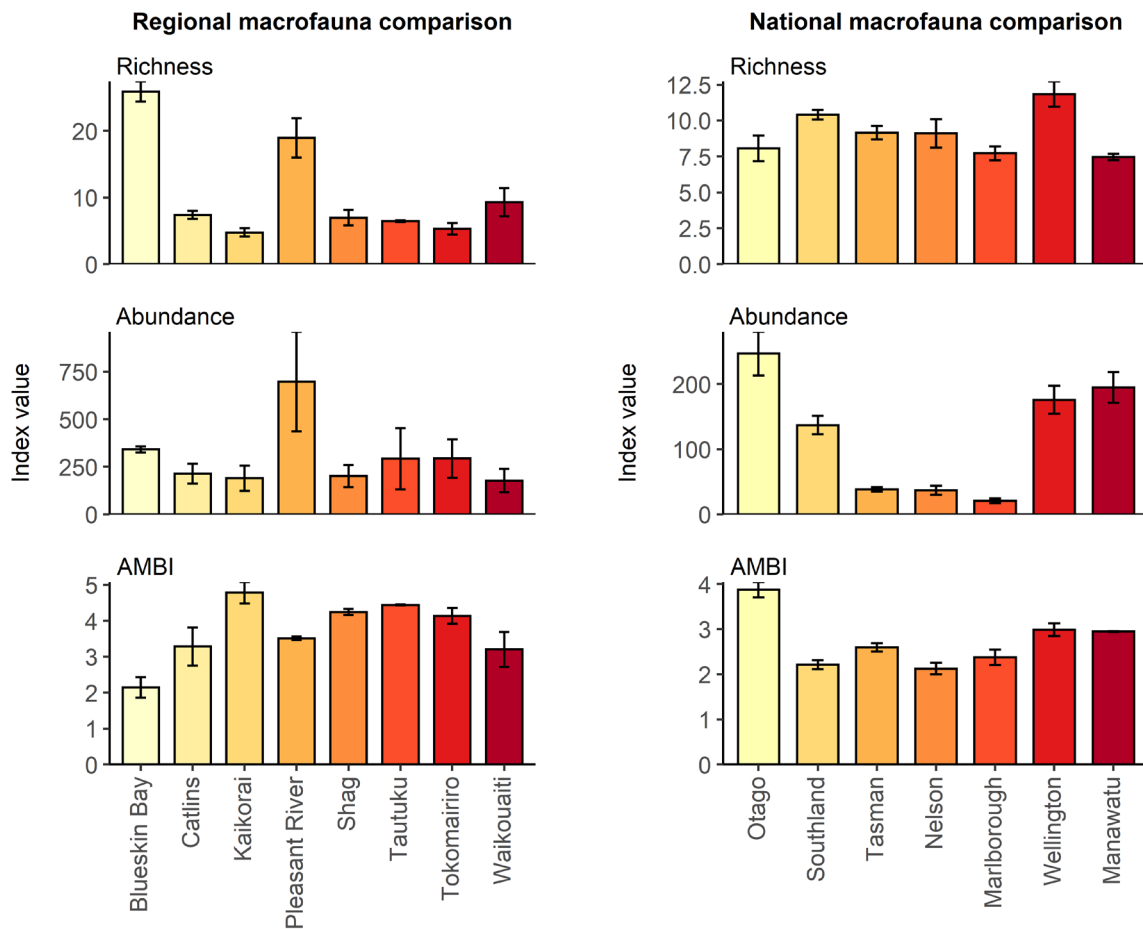 Regional macrofauna comparison
Richness
20
10
0
Abundance
750
500
250
0
AMBI
5
4
3
2
1
0
Index value
Blueskin Bay
Catlins
Kaikorai
Pleasant River
Shag
Tautuku
Tokomairiro
Waikouaiti
National macrofauna comparison
Richness
12.5
10.0
7.5
5.0
2.5
0.0
Abundance
200
100
0
AMBI
4
3
2
1
0
Index value
Otago
Southland
Tasman
Nelson
Marlborough
Wellington
Manawatu